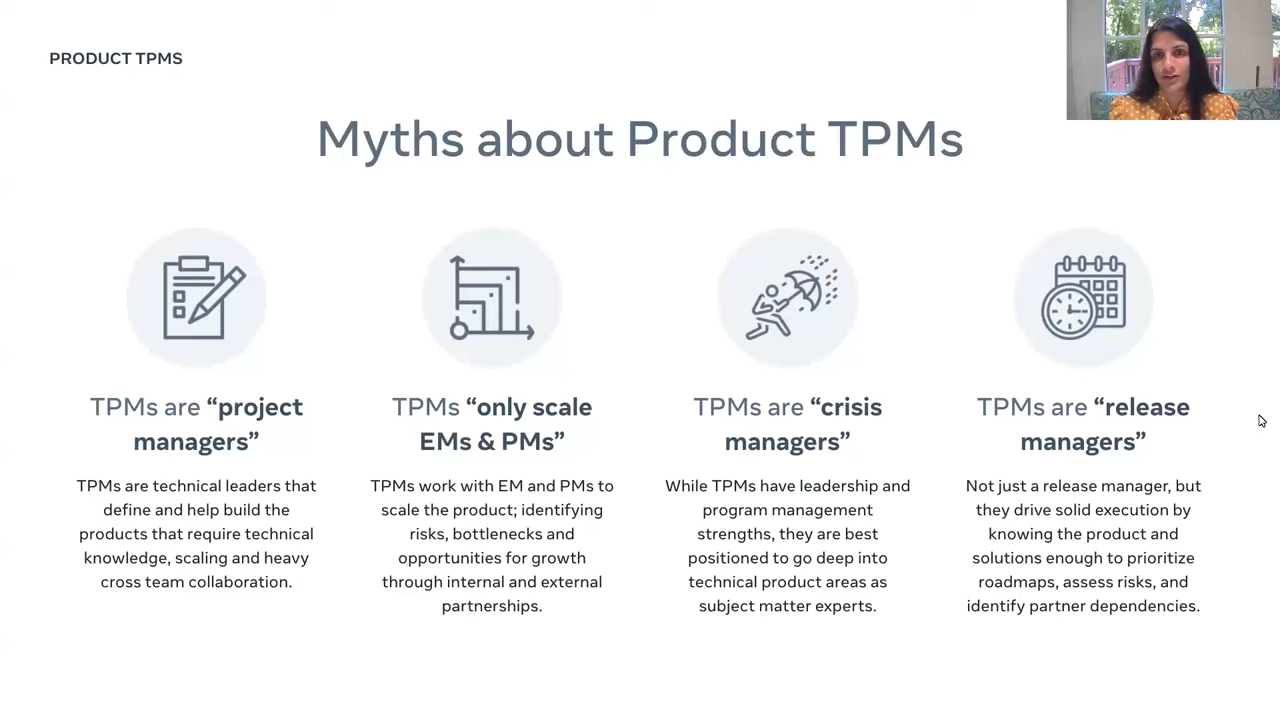 PRODUCT TPMS
Myths about Product TPMs
TPMs are “project
managers”
TPMs are technical leaders that
define and help build the
products that require technical
knowledge, scaling and heavy
cross team collaboration.
TPMs “only scale
EMs & PMs”
TPMs work with EM and PMs to
scale the product; identifying
risks, bottlenecks and
opportunities for growth
through internal and external
partnerships.
TPMs are “crisis
managers”
While TPMs have leadership and
program management
strengths, they are best
positioned to go deep into
technical product areas as
subject matter experts.
TPMs are “release
managers”
Not just a release manager, but
they drive solid execution by
knowing the product and
solutions enough to prioritize
roadmaps, assess risks, and
identify partner dependencies.